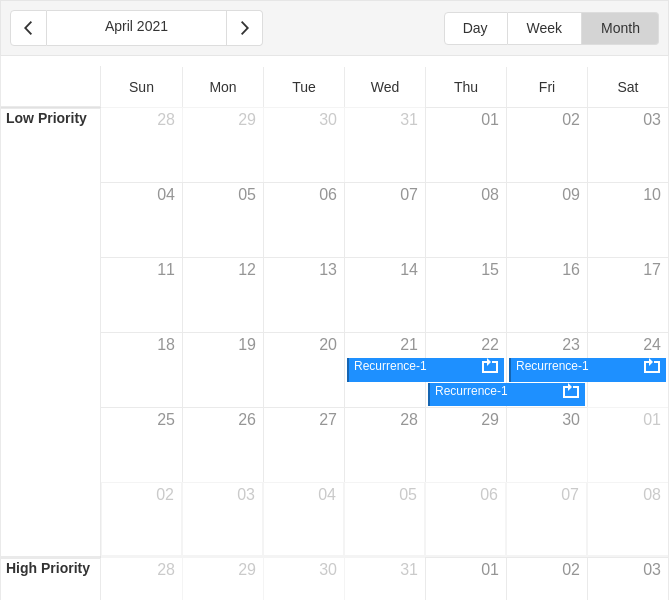 April 2021 Day Week Month
Sun Mon Tue Wed Thu Fri Sat
Low Priority 28 29 30 31 01 02 03
04 05 06 07 08 09 10
11 12 13 14 15 16 17
18 19 20 21 22 23 24
Recurrence-1 Recurrence-1
Recurrence-1
25 26 27 28 29 30 01
02 03 04 05 06 07 08
High Priority 28 29 30 31 01 02 03